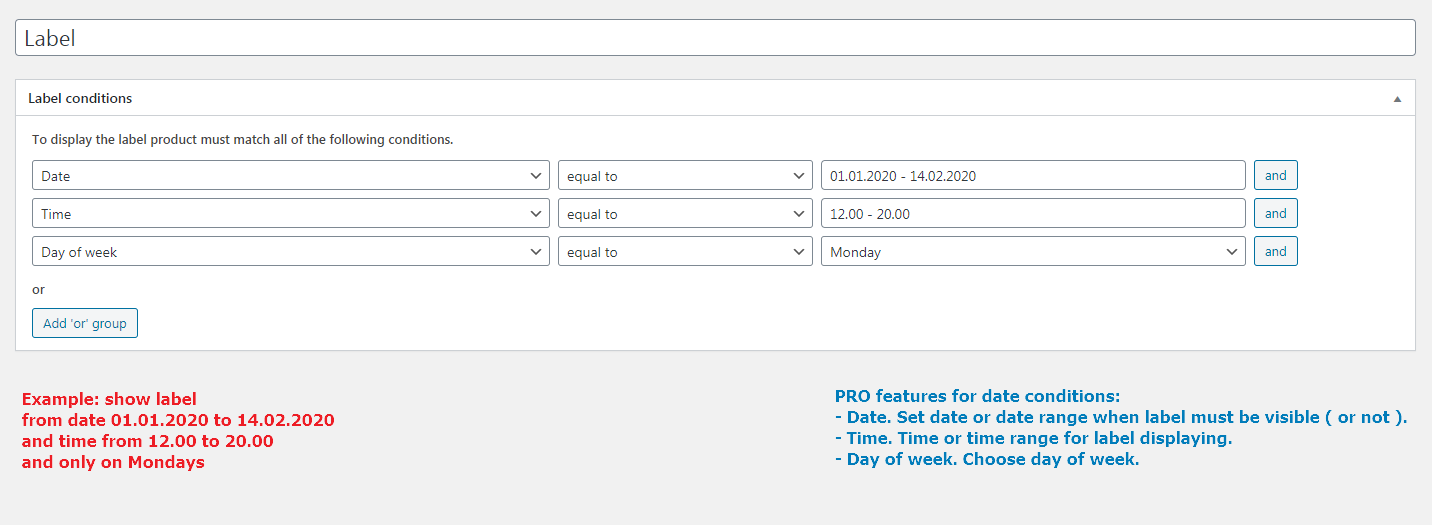 Label
Label conditions
To display the label product must match all of the following conditions.
Date equal to 01.01.2020 - 14.02.2020 and
Time equal to 12.00 - 20.00 and
Day of week equal to Monday and
or
Add 'or' group
Example: show label
from date 01.01.2020 to 14.02.2020
and time from 12.00 to 20.00
and only on Mondays
PRO features for date conditions:
- Date. Set date or date range when label must be visible ( or not ).
- Time. Time or time range for label displaying.
- Day of week. Choose day of week.